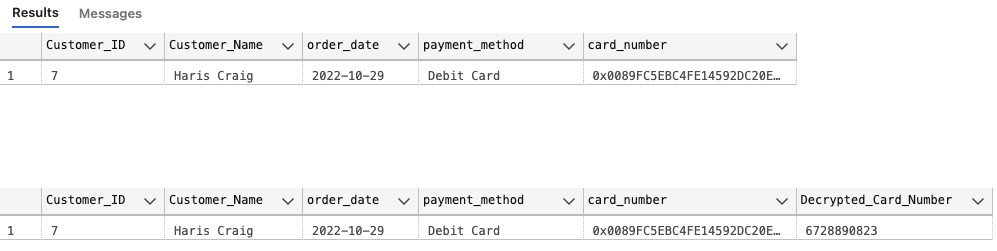 Results Messages
Customer_ID Customer_Name order_date payment_method card_number
1 7 Haris Craig 2022-10-29 Debit Card 0x0089FC5EBC4FE14592DC20E…
Customer_ID Customer_Name order_date payment_method card_number Decrypted_Card_Number
1 7 Haris Craig 2022-10-29 Debit Card 0x0089FC5EBC4FE14592DC20E… 6728890823